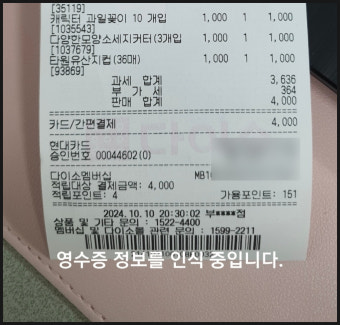 [35119]
캐릭터 과일꽂이 10 개입 1,000 1 1,000
[1035543]
다양한모양소세지커터(3개입 1,000 1 1,000
[1037679]
타원유산지컵(36매) 1,000 1 1,000
[93869]
과세 합계 3,636
부 가 세 364
판매 합계 4,000
카드/간편결제 4,000
현대카드
승인번호 00044602(0)
다이소멤버십
적립대상 결제금액: 4,000
적립포인트: 4 가용포인트: 151
2024.10.10 20:30:02 부****점
상품 및 기타 문의 : 1522-4400
멤버십 및 다이소몰 관련 문의 : 1599-2211
영수증 정보를 인식 중입니다.